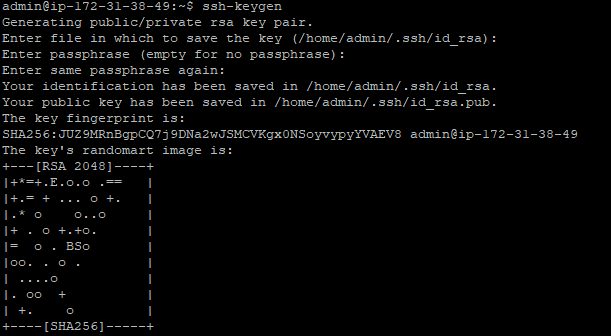 admin@ip-172-31-38-49:~$ ssh-keygen
Generating public/private rsa key pair.
Enter file in which to save the key (/home/admin/.ssh/id_rsa):
Enter passphrase (empty for no passphrase):
Enter same passphrase again:
Your identification has been saved in /home/admin/.ssh/id_rsa.
Your public key has been saved in /home/admin/.ssh/id_rsa.pub.
The key fingerprint is:
SHA256:JUZ9MRnBgpCQ7j9DNa2wJSMCVKgx0NSoyvypyYVAEV8 admin@ip-172-31-38-49
The key's randomart image is:
+---[RSA 2048]----+
|+*=+.E.o.o .==   |
|+.= + ... o +.   |
|.* o    o..o     |
|+ . o +.+o.      |
|=  o . BSo       |
|oo. . o .        |
| ....o           |
|. oo  +          |
| +.    o         |
+----[SHA256]-----+